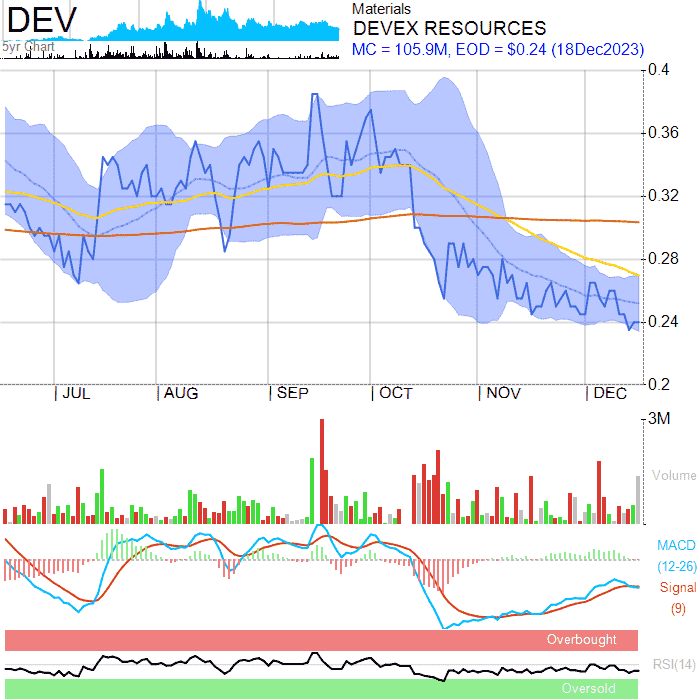 DEV
5yr Chart
Materials
DEVEX RESOURCES
MC = 105.9M, EOD = $0.24 (18Dec2023)
0.4
0.36
0.32
0.28
0.24
0.2
JUL AUG SEP OCT NOV DEC
3M
Volume
MACD
(12-26)
Signal
(9)
Overbought
RSI(14)
Oversold